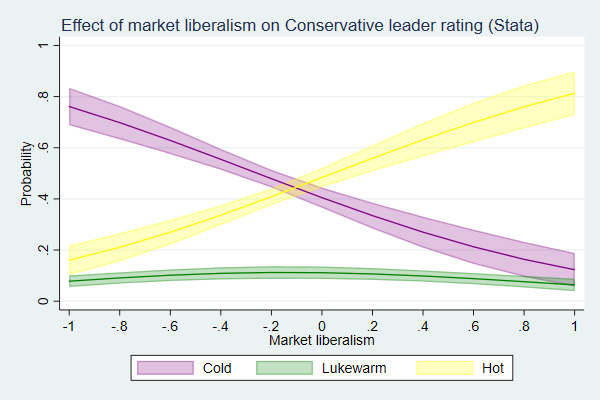 Effect of market liberalism on Conservative leader rating (Stata)
Probability
1
.8
.6
.4
.2
0
-1 -.8 -.6 -.4 -.2 0 .2 .4 .6 .8 1
Market liberalism
Cold Lukewarm Hot